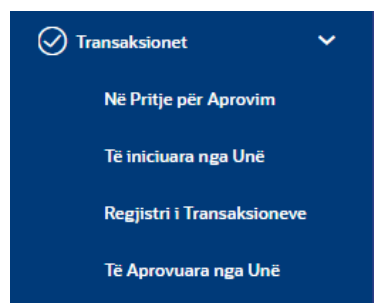 Transaksionet
Në Pritje për Aprovim
Të iniciuara nga Unë
Regjistri i Transaksioneve
Të Aprovuara nga Unë